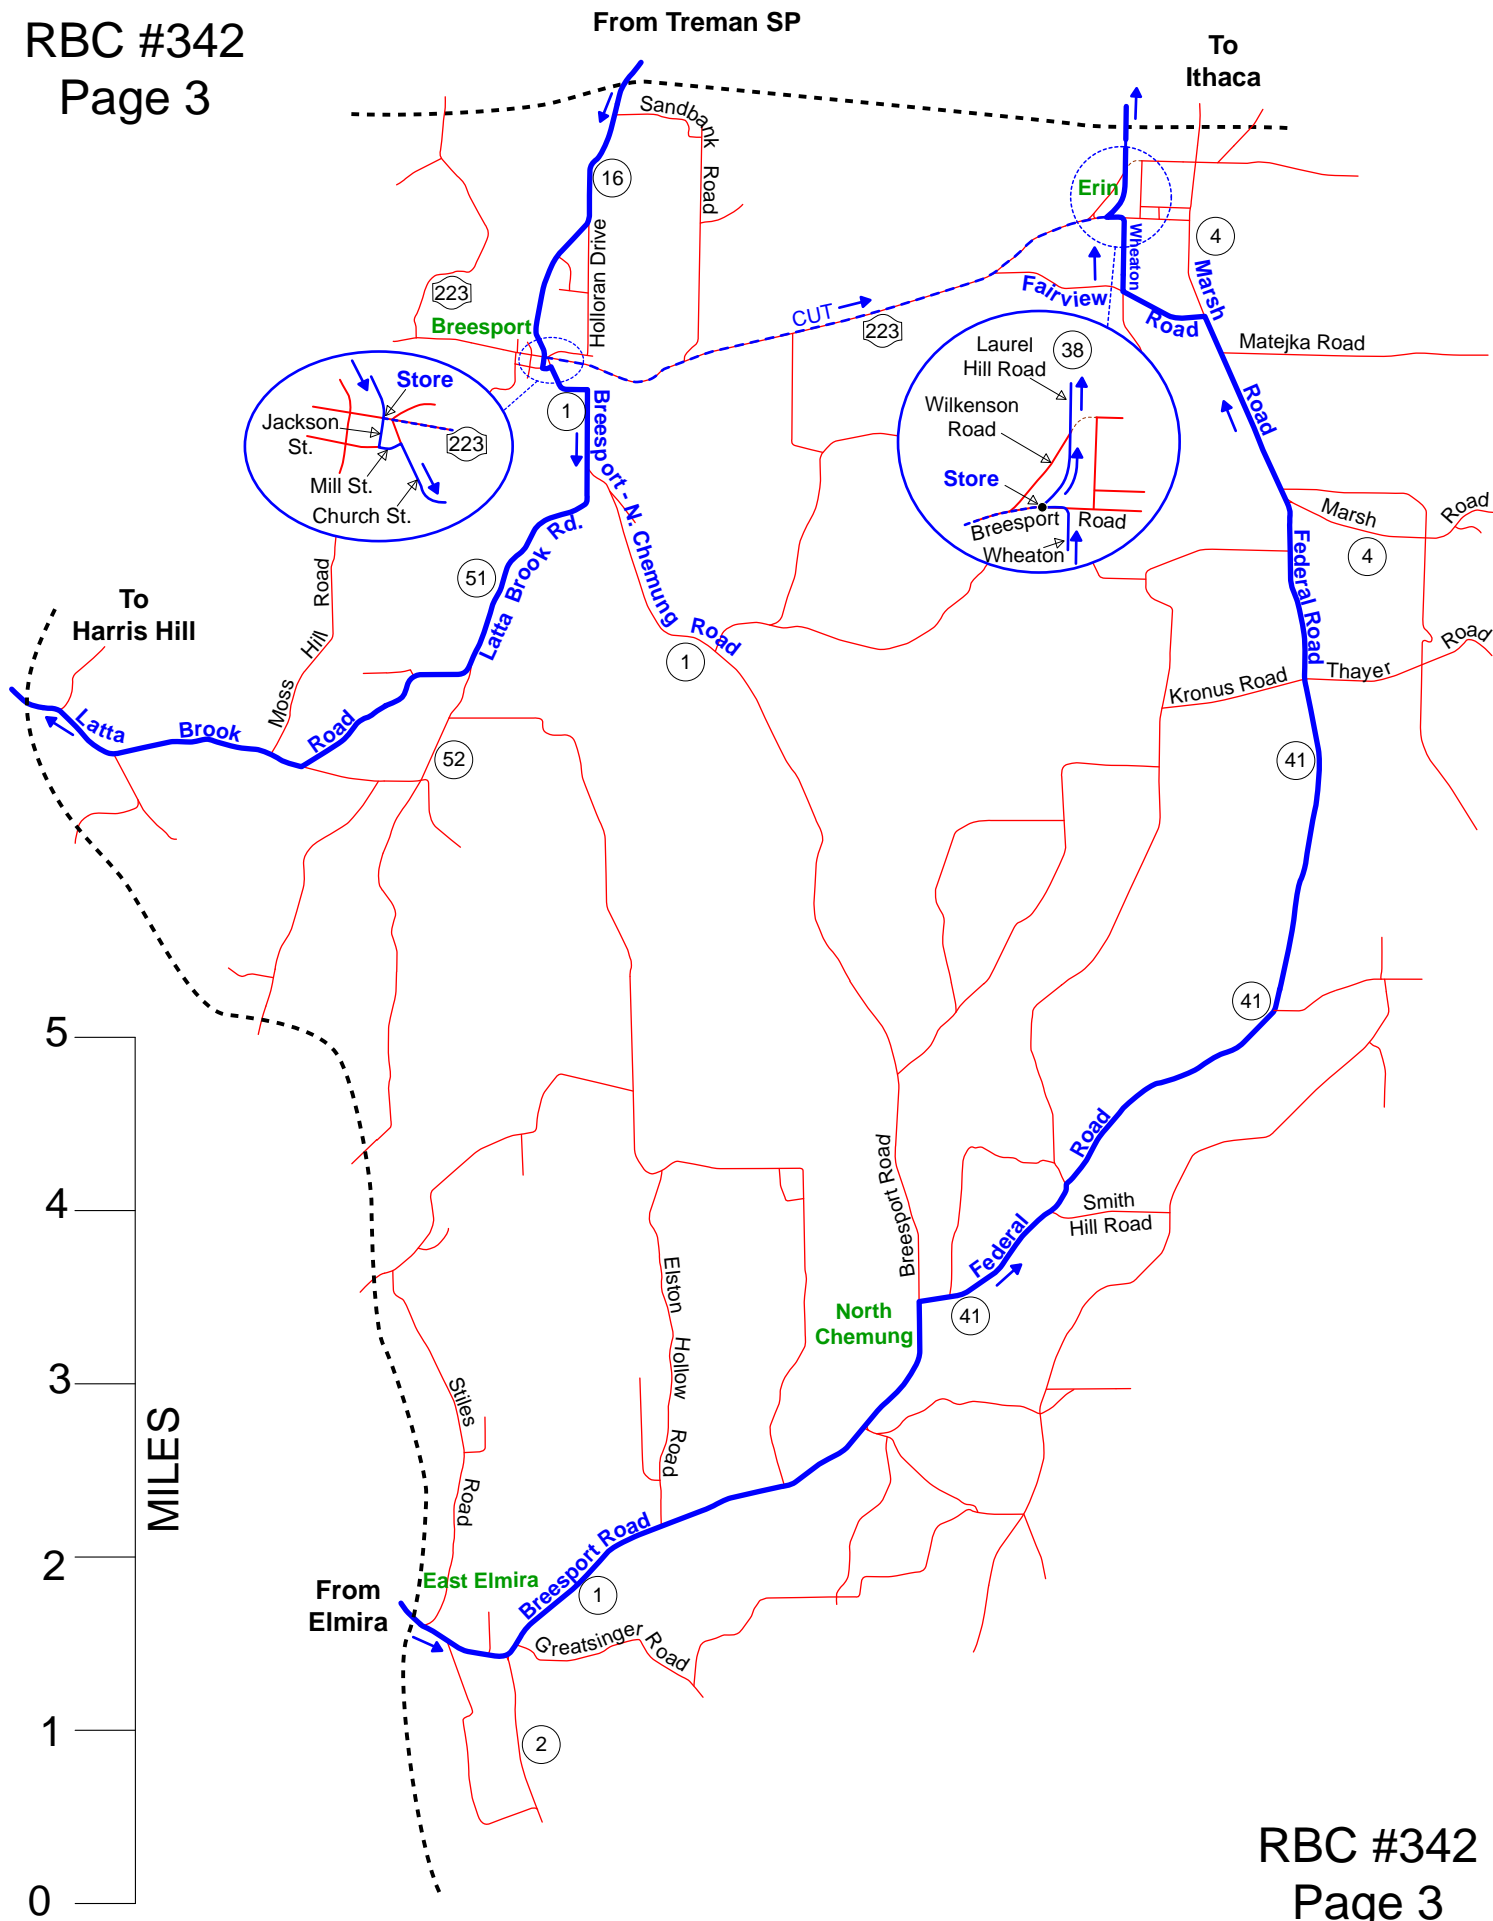 RBC #342
Page 3
From Treman SP
To
Ithaca
Sandbank
Road
16
Holloran Drive
223
Breesport
Erin
4
Wheaton
Marsh
Road
Fairview
Road
CUT
223
Matejka Road
Store
Jackson
St.
223
Mill St.
Church St.
1
Breesport - N. Chemung
Road
1
Laurel
Hill Road
38
Wilkenson
Road
Store
Breesport
Road
Wheaton
Marsh
Road
4
Federal Road
Latta Brook Rd.
51
To
Harris Hill
Moss
Hill
Road
Latta
Brook
Road
52
Kronus Road
Thayer
Road
41
41
5
4
3
2
1
0
MILES
Breesport Road
Federal
Road
Smith
Hill Road
41
North
Chemung
Elston
Hollow
Road
Stiles
Road
East Elmira
From
Elmira
Breesport Road
1
Greatsinger
Road
2
RBC #342
Page 3